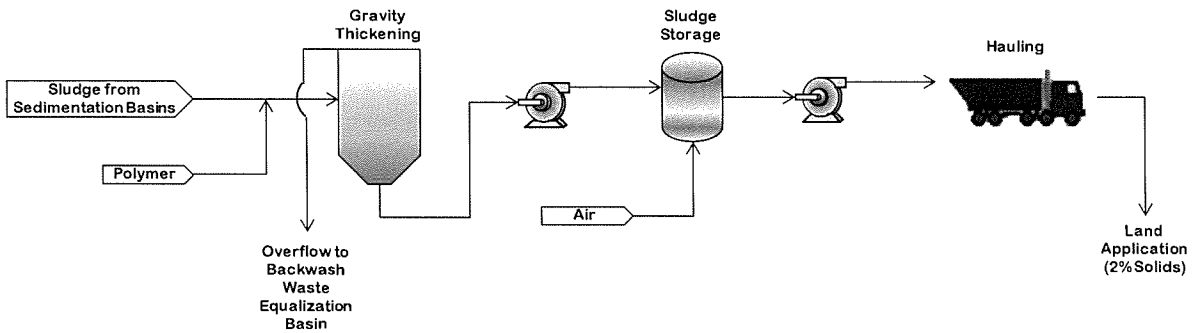 Gravity
Thickening
Sludge
Storage
Hauling
Sludge from
Sedimentation Basins
Polymer
Air
Overflow to
Backwash
Waste
Equalization
Basin
Land
Application
(2% Solids)